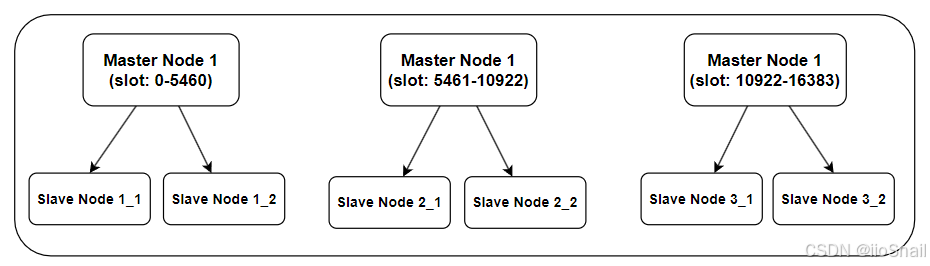 Master Node 1
(slot: 0-5460)
Master Node 1
(slot: 5461-10922)
Master Node 1
(slot: 10922-16383)
Slave Node 1_1
Slave Node 1_2
Slave Node 2_1
Slave Node 2_2
Slave Node 3_1
Slave Node 3_2
CSDN @iioSnail